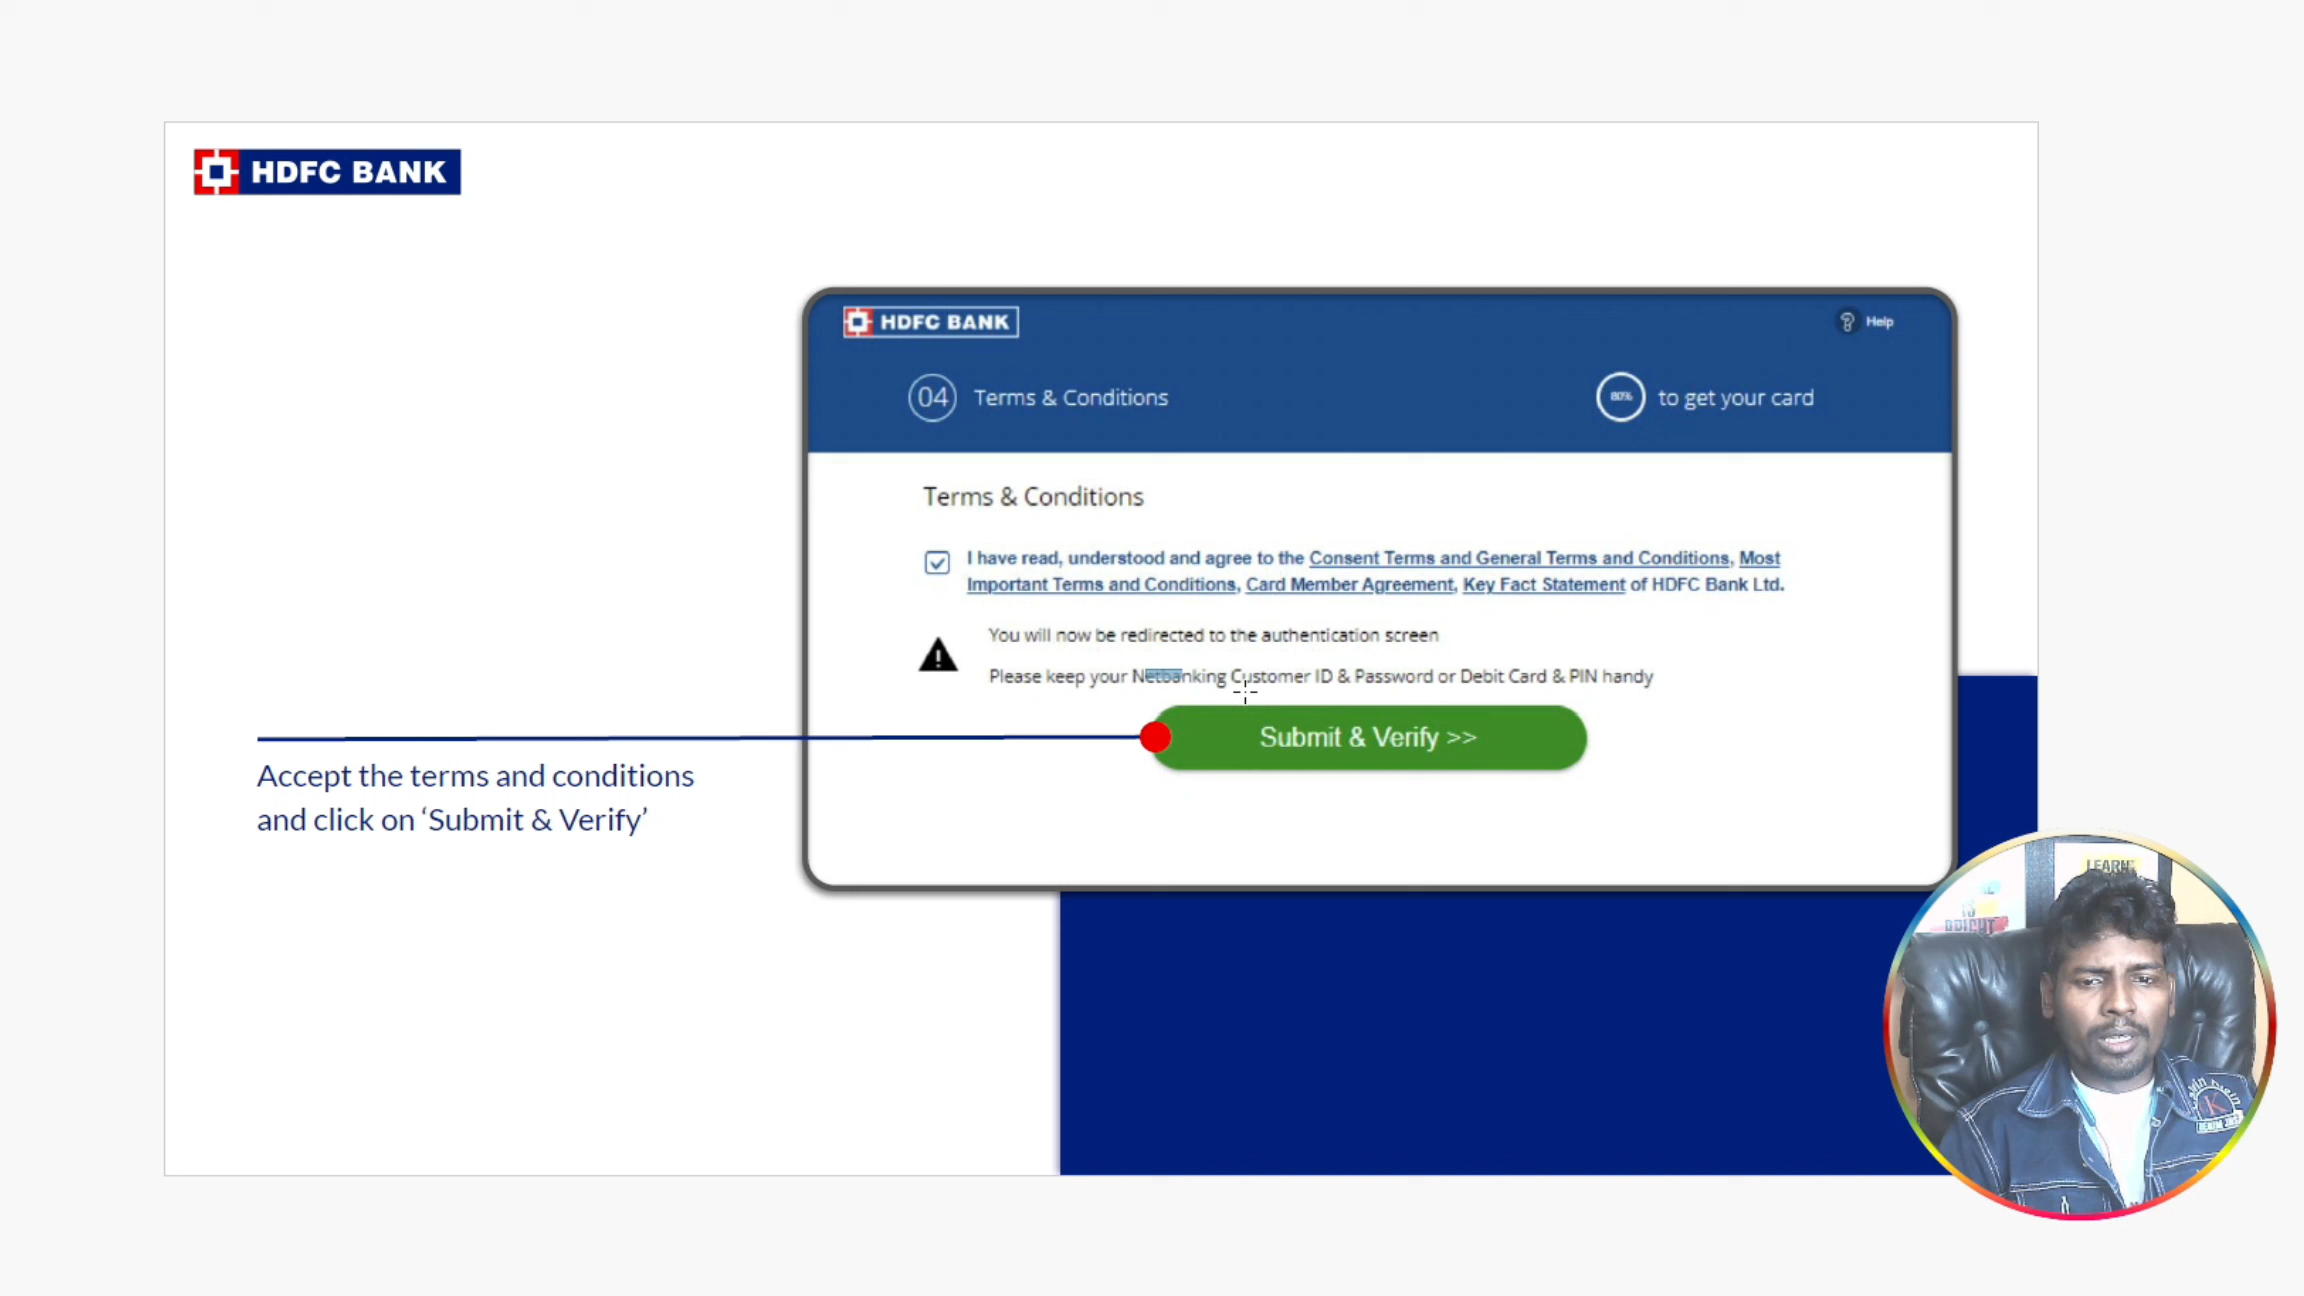 HDFC BANK
HDFC BANK
Help
04 Terms & Conditions
80% to get your card
Terms & Conditions
I have read, understood and agree to the Consent Terms and General Terms and Conditions, Most
Important Terms and Conditions, Card Member Agreement, Key Fact Statement of HDFC Bank Ltd.
You will now be redirected to the authentication screen
Please keep your Netbanking Customer ID & Password or Debit Card & PIN handy
Submit & Verify >>
Accept the terms and conditions
and click on ‘Submit & Verify’
LEARN
IS
K